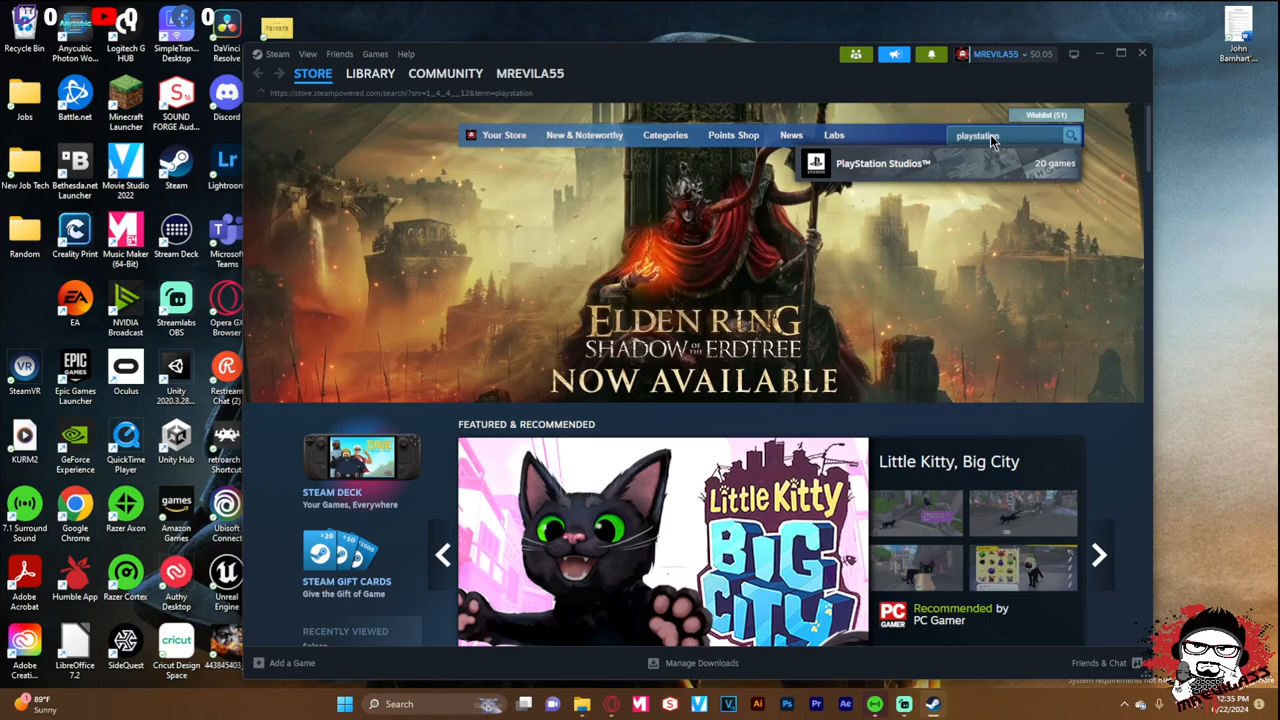 0 0 0
Recycle Bin
Anycubic Photon Wo...
Logitech G HUB
SimpleTran... Desktop
DaVinci Resolve
Jobs
Battle.net
Minecraft Launcher
SOUND FORGE Aud...
Discord
New Job Tech
Bethesda.net Launcher
Movie Studio 2022
Steam
Lightroom
Random
Creality Print
Music Maker (64-Bit)
Stream Deck
Microsoft Teams
EA
NVIDIA Broadcast
Streamlabs OBS
Opera GX Browser
SteamVR
Epic Games Launcher
Oculus
Unity 2020.3.28...
Restream Chat (2)
KURM2
GeForce Experience
QuickTime Player
Unity Hub
retroarch Shortcut
7.1 Surround Sound
Google Chrome
Razer Axon
Amazon Games
Ubisoft Connect
Adobe Acrobat
Humble App
Razer Cortex
Authy Desktop
Unreal Engine
Adobe Creati...
LibreOffice 7.2
SideQuest
Cricut Design Space
443845403...
John Barnhart'...
Steam View Friends Games Help
MREVILA55 $0.05
STORE LIBRARY COMMUNITY MREVILA55
https://store.steampowered.com/search/?snr=1_4_4__12&term=playstation
Wishlist (51)
Your Store New & Noteworthy Categories Points Shop News Labs
playstation
PlayStation Studios™ 20 games
ELDEN RING
SHADOW OF THE ERDTREE
NOW AVAILABLE
FEATURED & RECOMMENDED
STEAM DECK
Your Games, Everywhere
STEAM GIFT CARDS
Give the Gift of Game
RECENTLY VIEWED
Little Kitty
BIG CITY
Little Kitty, Big City
PC GAMER
Recommended by
PC Gamer
Add a Game
Manage Downloads
Friends & Chat
89°F
Sunny
Search